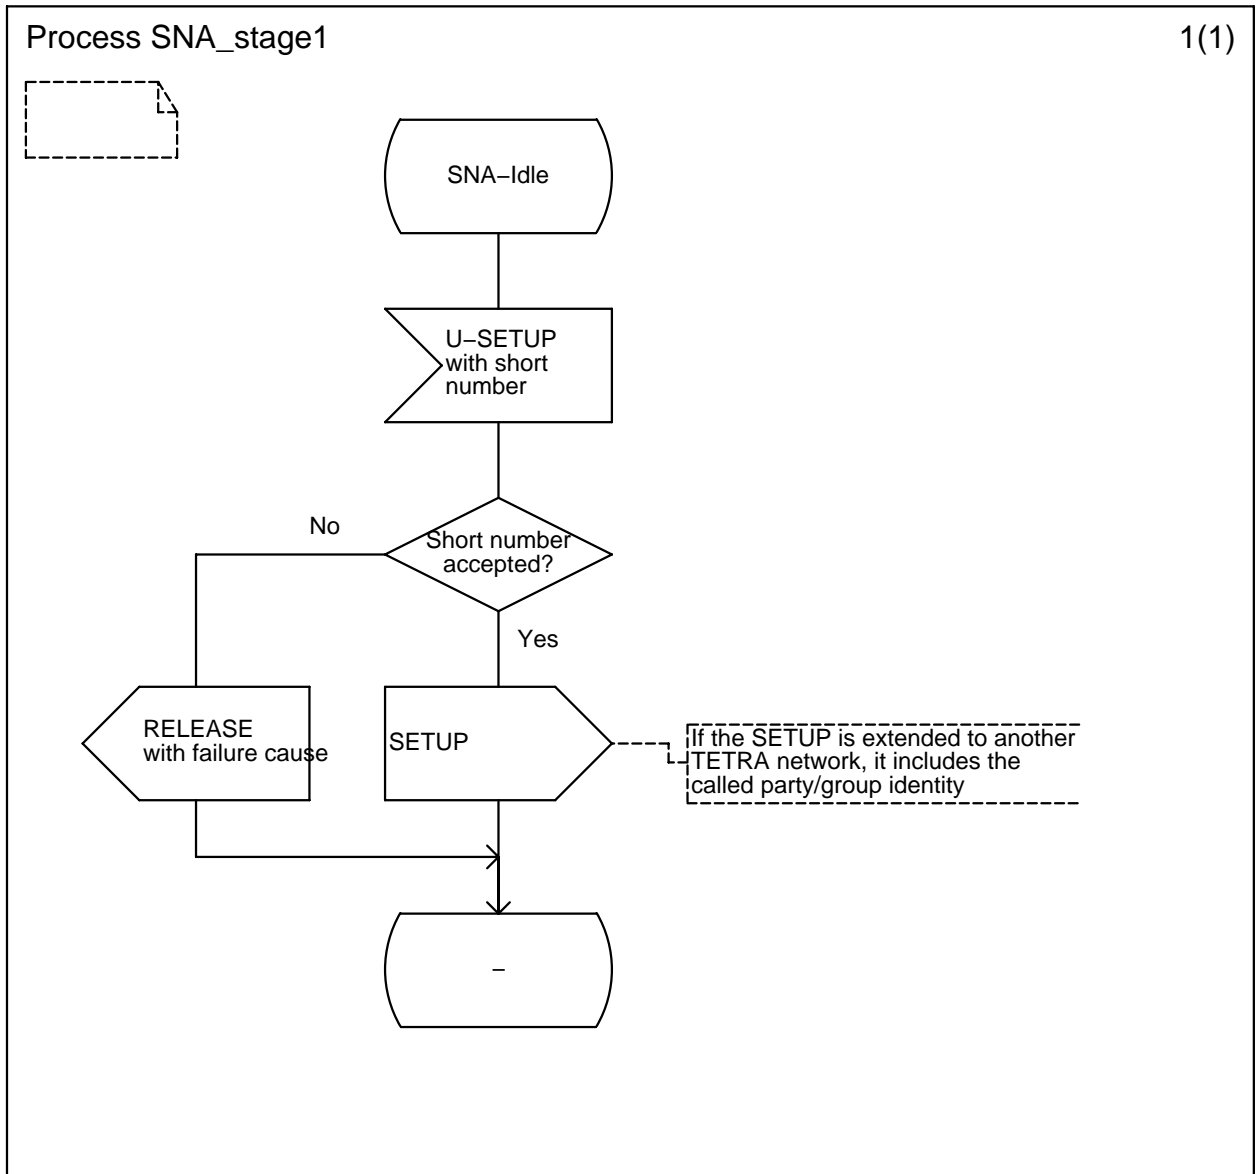 Process SNA_stage1
1(1)
SNA–Idle
U–SETUP
with short
number
No
Short number
accepted?
Yes
RELEASE
with failure cause
SETUP
If the SETUP is extended to another
TETRA network, it includes the
called party/group identity
–